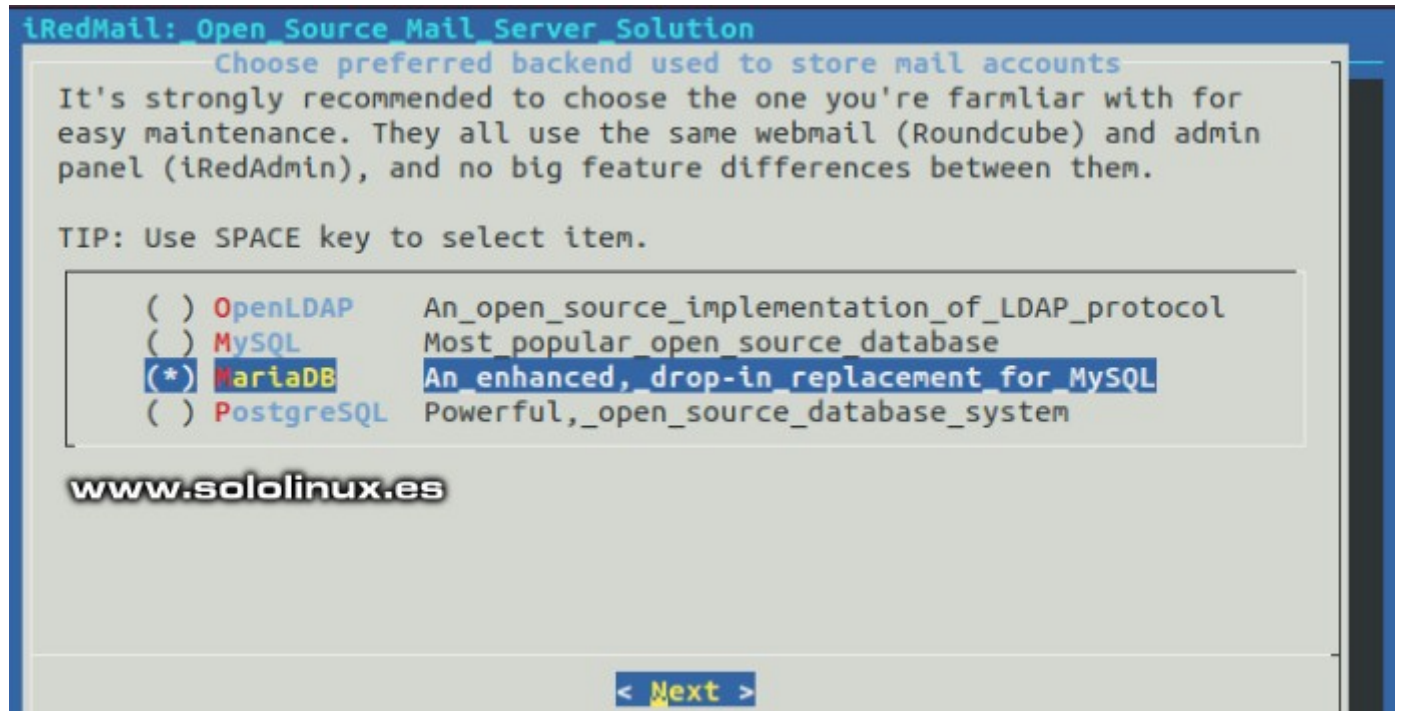 iRedMail:_Open_Source_Mail_Server_Solution
Choose preferred backend used to store mail accounts
It's strongly recommended to choose the one you're farmliar with for
easy maintenance. They all use the same webmail (Roundcube) and admin
panel (iRedAdmin), and no big feature differences between them.
TIP: Use SPACE key to select item.
( ) OpenLDAP An_open_source_implementation_of_LDAP_protocol
( ) MySQL Most_popular_open_source_database
(*) MariaDB An_enhanced,_drop-in_replacement_for_MySQL
( ) PostgreSQL Powerful,_open_source_database_system
www.sololinux.es
< Next >